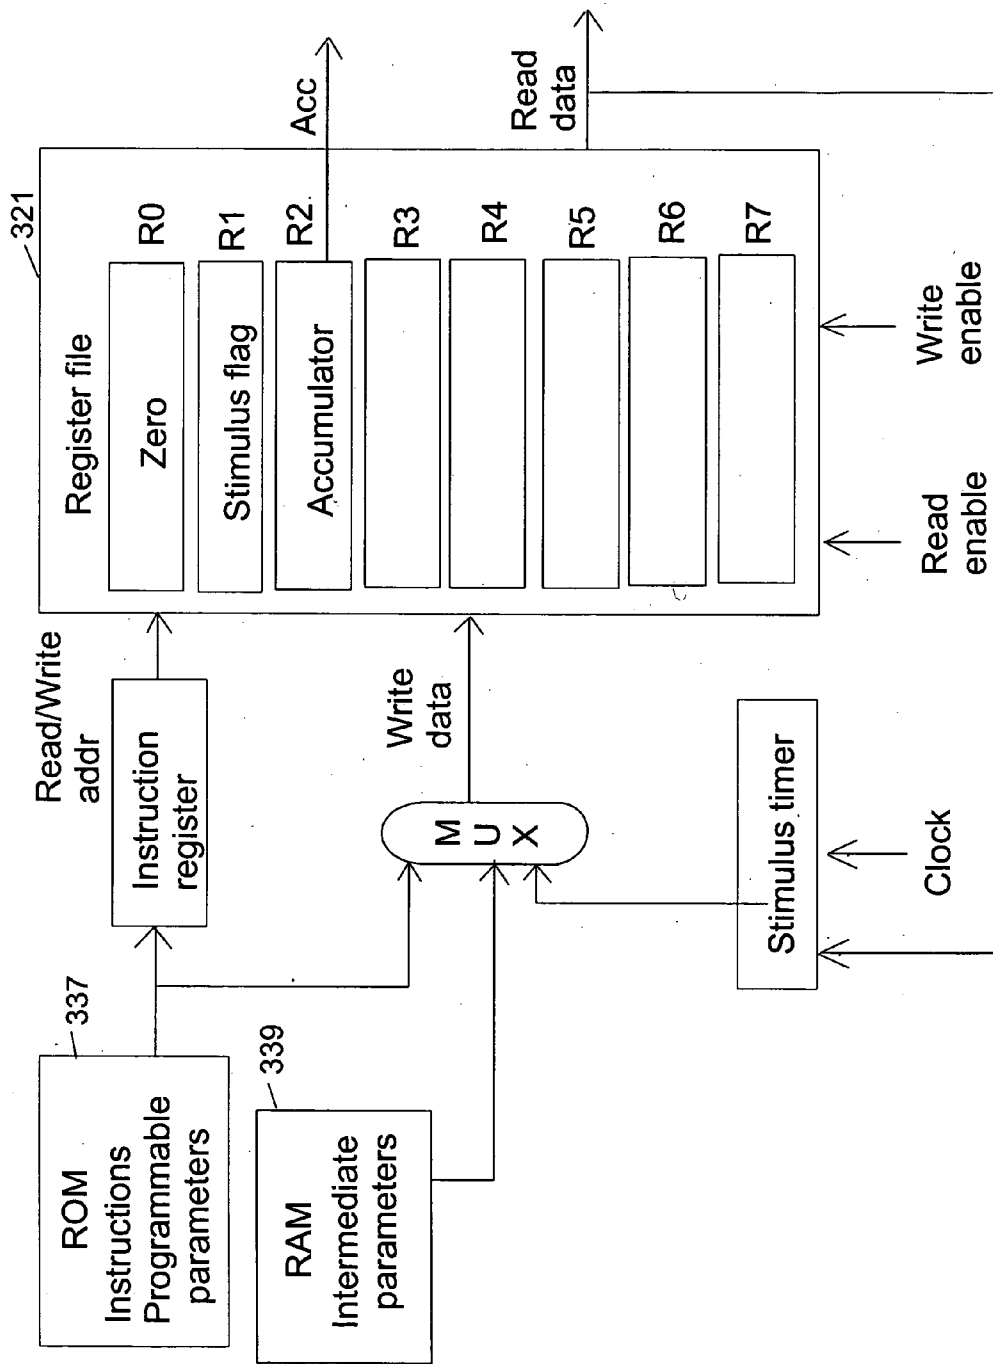 321
Register file
Zero
R0
Stimulus flag
R1
Accumulator
R2
R3
R4
R5
R6
R7
Acc
Read
data
Read/Write
addr
Instruction
register
Write
data
M
U
X
ROM
Instructions
Programmable
parameters
337
RAM
Intermediate
parameters
339
Stimulus timer
Clock
Read
enable
Write
enable